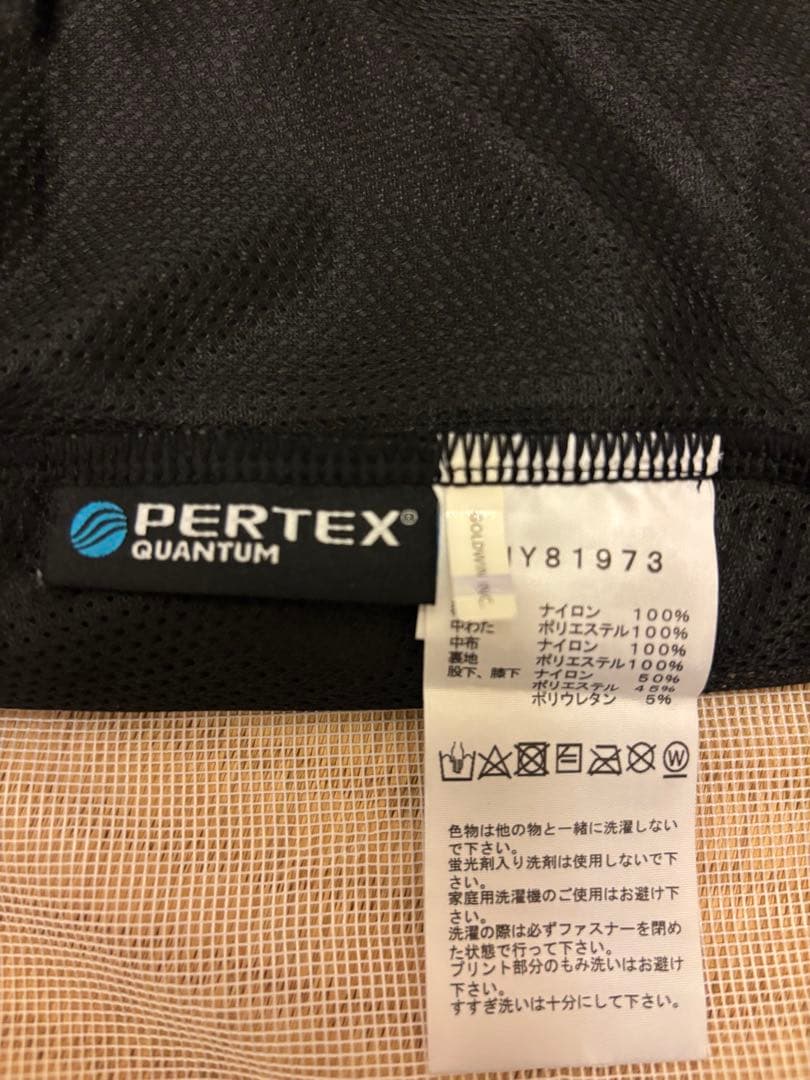 PERTEX®
QUANTUM
GOLDWIN INC.
Y81973
ナイロン 100%
中わた ポリエステル100%
中布 ナイロン 100%
裏地 ポリエステル100%
股下、膝下 ナイロン 50%
ポリエステル 45%
ポリウレタン 5%
W
色物は他の物と一緒に洗濯しない
で下さい。
蛍光剤入り洗剤は使用しないで下
さい。
家庭用洗濯機のご使用はお避け下
さい。
洗濯の際は必ずファスナーを閉め
た状態で行って下さい。
プリント部分のもみ洗いはお避け
下さい。
すすぎ洗いは十分にして下さい。